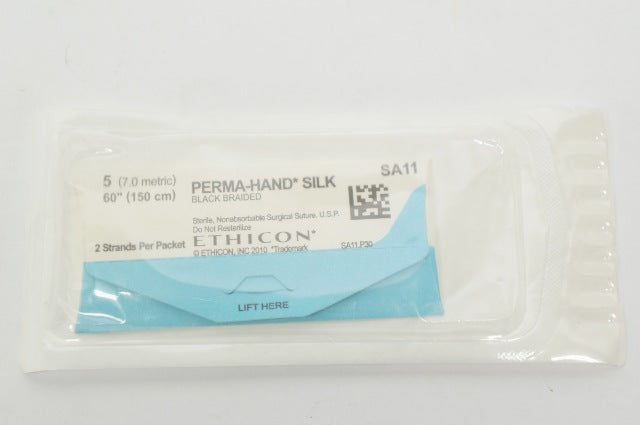 5 (7.0 metric)
60" (150 cm)
PERMA-HAND* SILK
BLACK BRAIDED
SA11
Sterile, Nonabsorbable Surgical Suture, U.S.P.
Do Not Resterilize
2 Strands Per Packet
ETHICON*
© ETHICON, INC 2010 *Trademark
SA11.P30
LIFT HERE